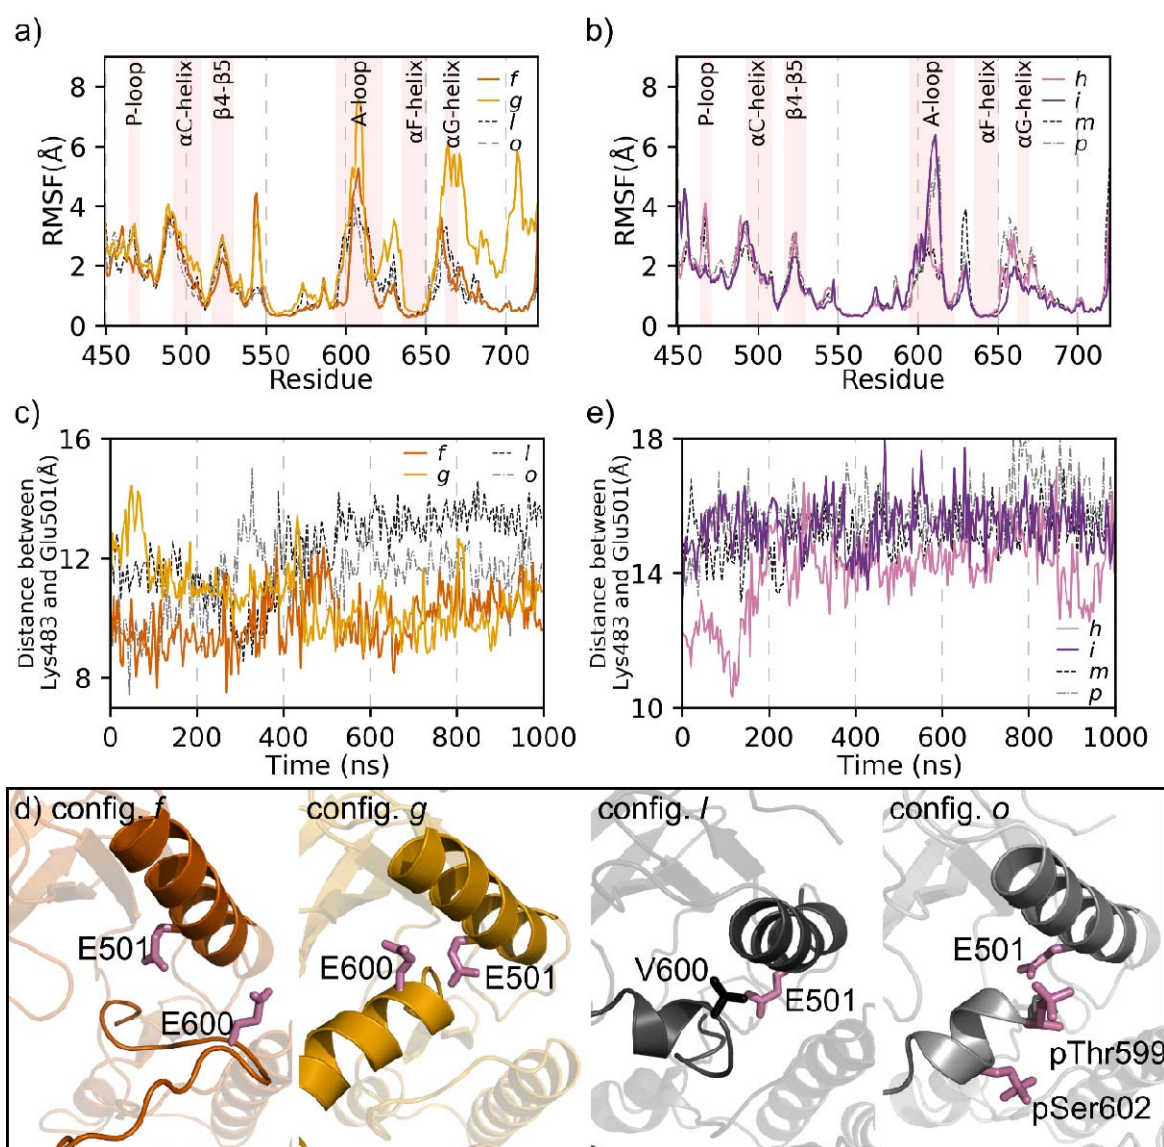 a)
P-loop
αC-helix
β4-β5
A-loop
αF-helix
αG-helix
f
g
l
o
RMSF(Å)
8
6
4
2
0
450 500 550 600 650 700
Residue
b)
P-loop
αC-helix
β4-β5
A-loop
αF-helix
αG-helix
h
i
m
p
RMSF(Å)
8
6
4
2
0
450 500 550 600 650 700
Residue
c)
f
g
l
o
Distance between
Lys483 and Glu501(Å)
16
12
8
0 200 400 600 800 1000
Time (ns)
e)
h
i
m
p
Distance between
Lys483 and Glu501(Å)
18
14
10
0 200 400 600 800 1000
Time (ns)
d) config. f
E501
E600
config. g
E600
E501
config. l
V600
E501
config. o
E501
pThr599
pSer602